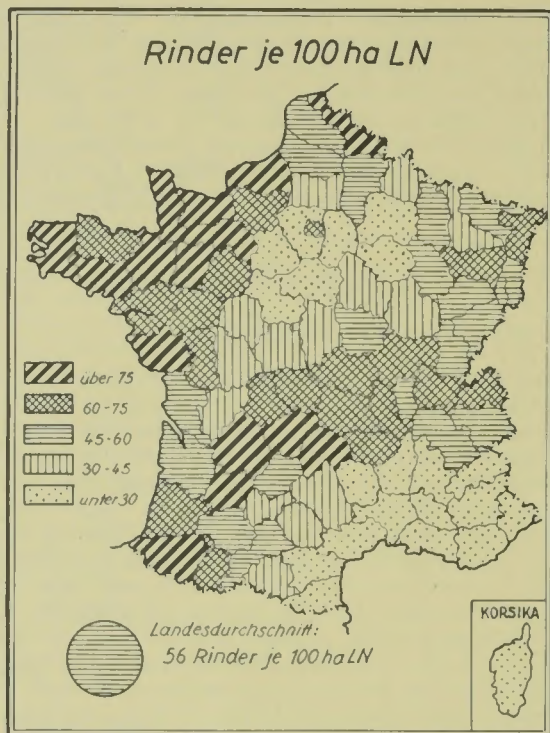 Rinder je 100 ha LN
über 75
60-75
45-60
30-45
unter 30
Landesdurchschnitt:
56 Rinder je 100 ha LN
KORSIKA